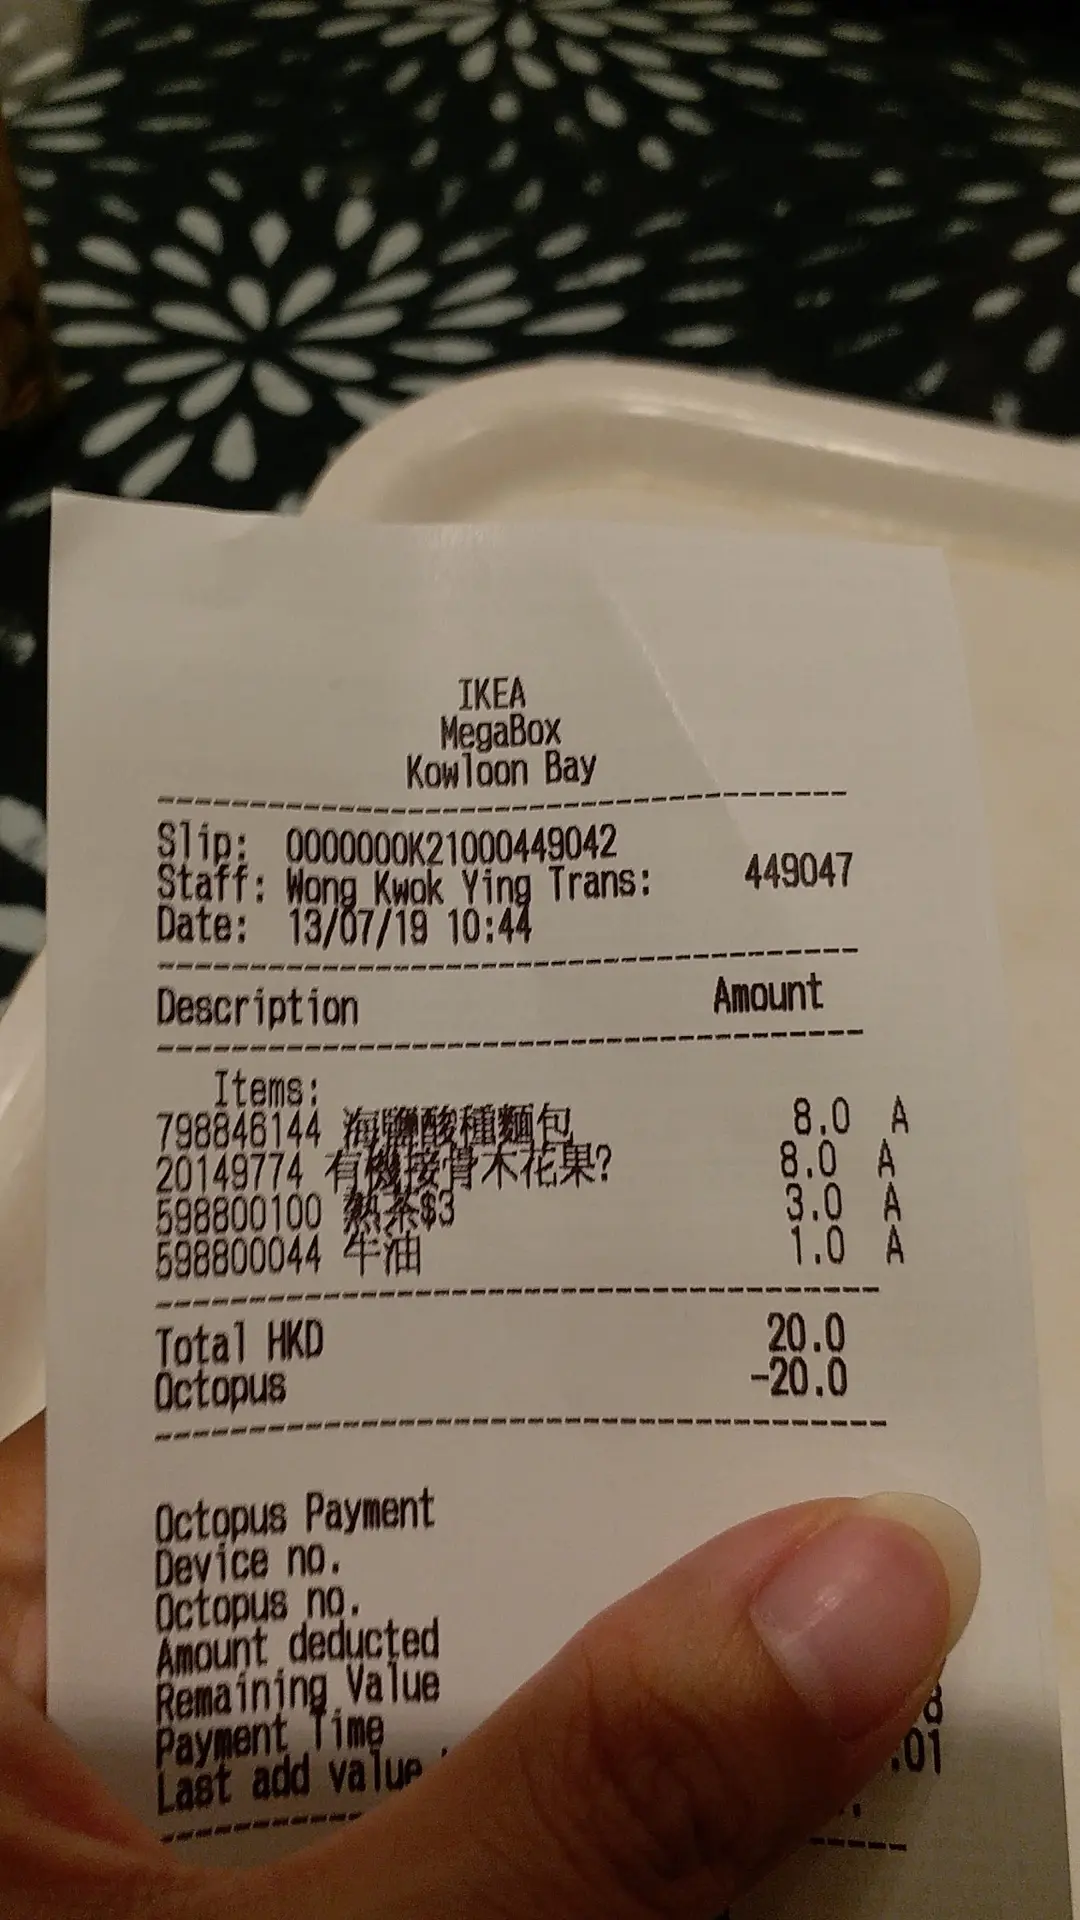 IKEA
MegaBox
Kowloon Bay
Slip: 0000000K21000449042
Staff: Wong Kwok Ying Trans: 449047
Date: 13/07/19 10:44
Description Amount
Items:
798846144 海鹽酸種麵包 8.0 A
20149774 有機接骨木花果? 8.0 A
598800100 熱茶$3 3.0 A
598800044 牛油 1.0 A
Total HKD 20.0
Octopus -20.0
Octopus Payment
Device no.
Octopus no.
Amount deducted
Remaining Value
Payment Time
Last add value